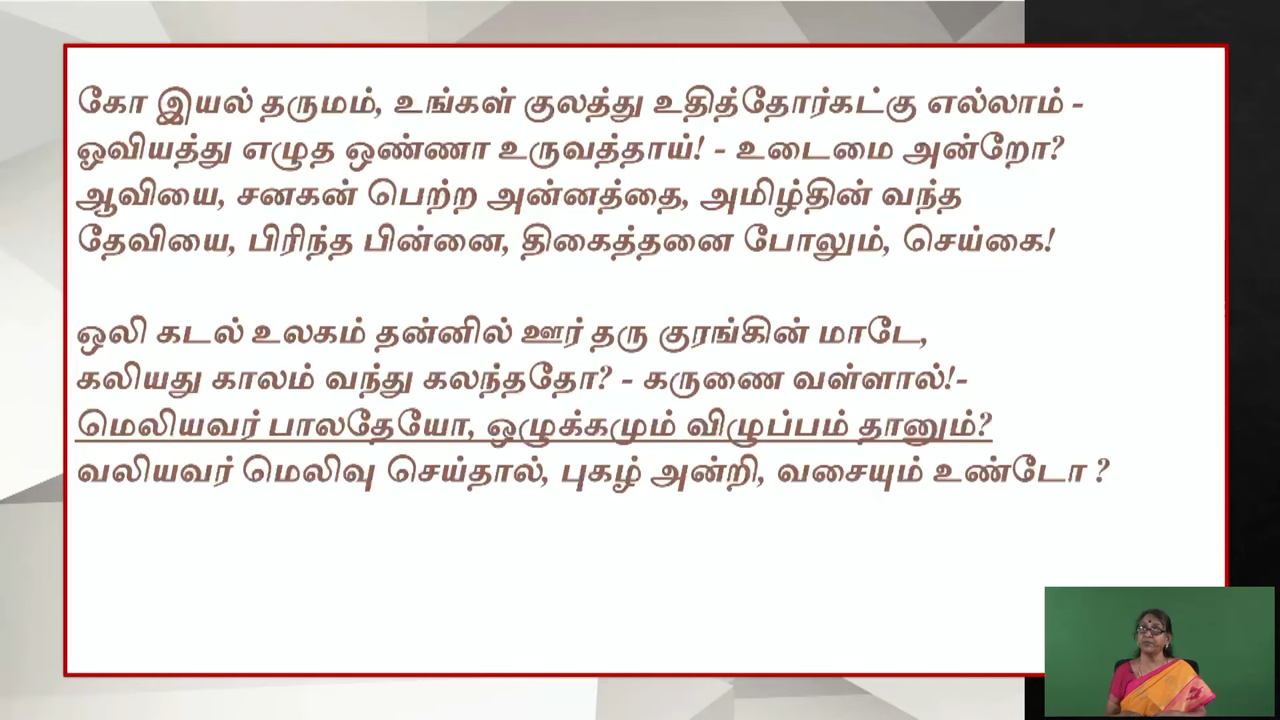 கோ இயல் தருமம், உங்கள் குலத்து உதித்தோர்கட்கு எல்லாம் -
ஓவியத்து எழுத ஒண்ணா உருவத்தாய்! - உடைமை அன்றோ?
ஆவியை, சனகன் பெற்ற அன்னத்தை, அமிழ்தின் வந்த
தேவியை, பிரிந்த பின்னை, திகைத்தனை போலும், செய்கை!
ஒலி கடல் உலகம் தன்னில் ஊர் தரு குரங்கின் மாடே,
கலியது காலம் வந்து கலந்ததோ? - கருணை வள்ளால்!-
மெலியவர் பாலதேயோ, ஒழுக்கமும் விழுப்பம் தானும்?
வலியவர் மெலிவு செய்தால், புகழ் அன்றி, வசையும் உண்டோ ?